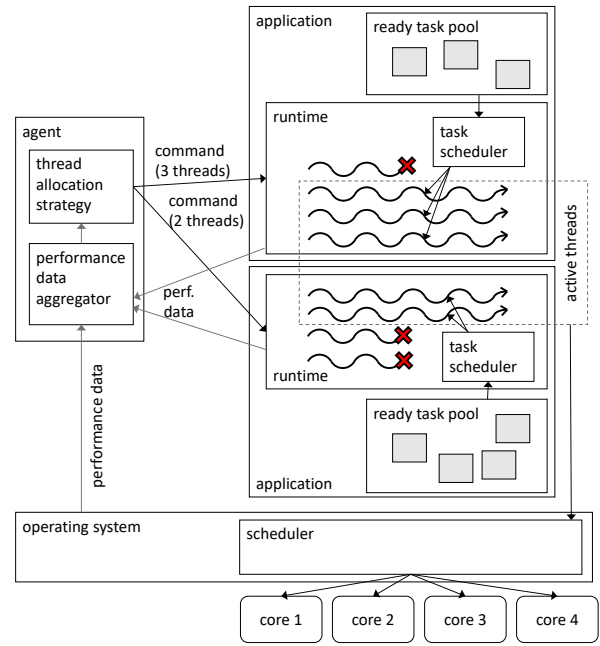 application
ready task pool
agent
thread
allocation
strategy
performance
data
aggregator
command
(3 threads)
command
(2 threads)
perf.
data
performance data
runtime
task
scheduler
active threads
task
scheduler
runtime
ready task pool
application
operating system
scheduler
core 1
core 2
core 3
core 4